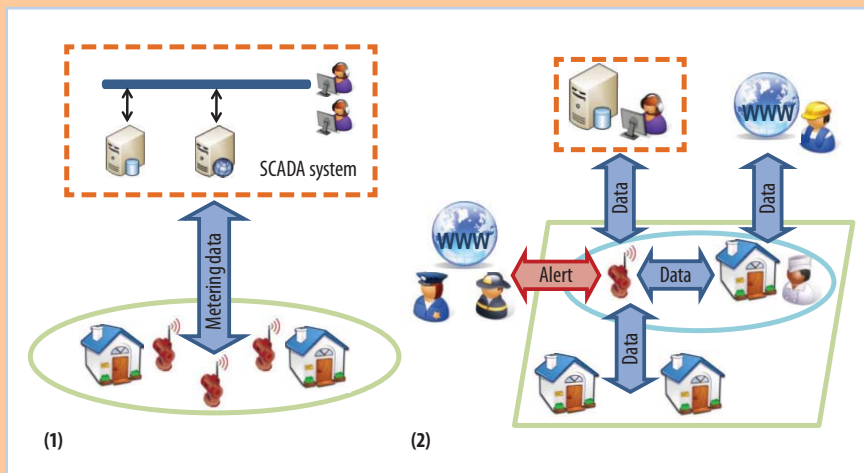 SCADA system
Metering data
(1)
WWW
Data
Data
WWW
Alert
Data
Data
(2)